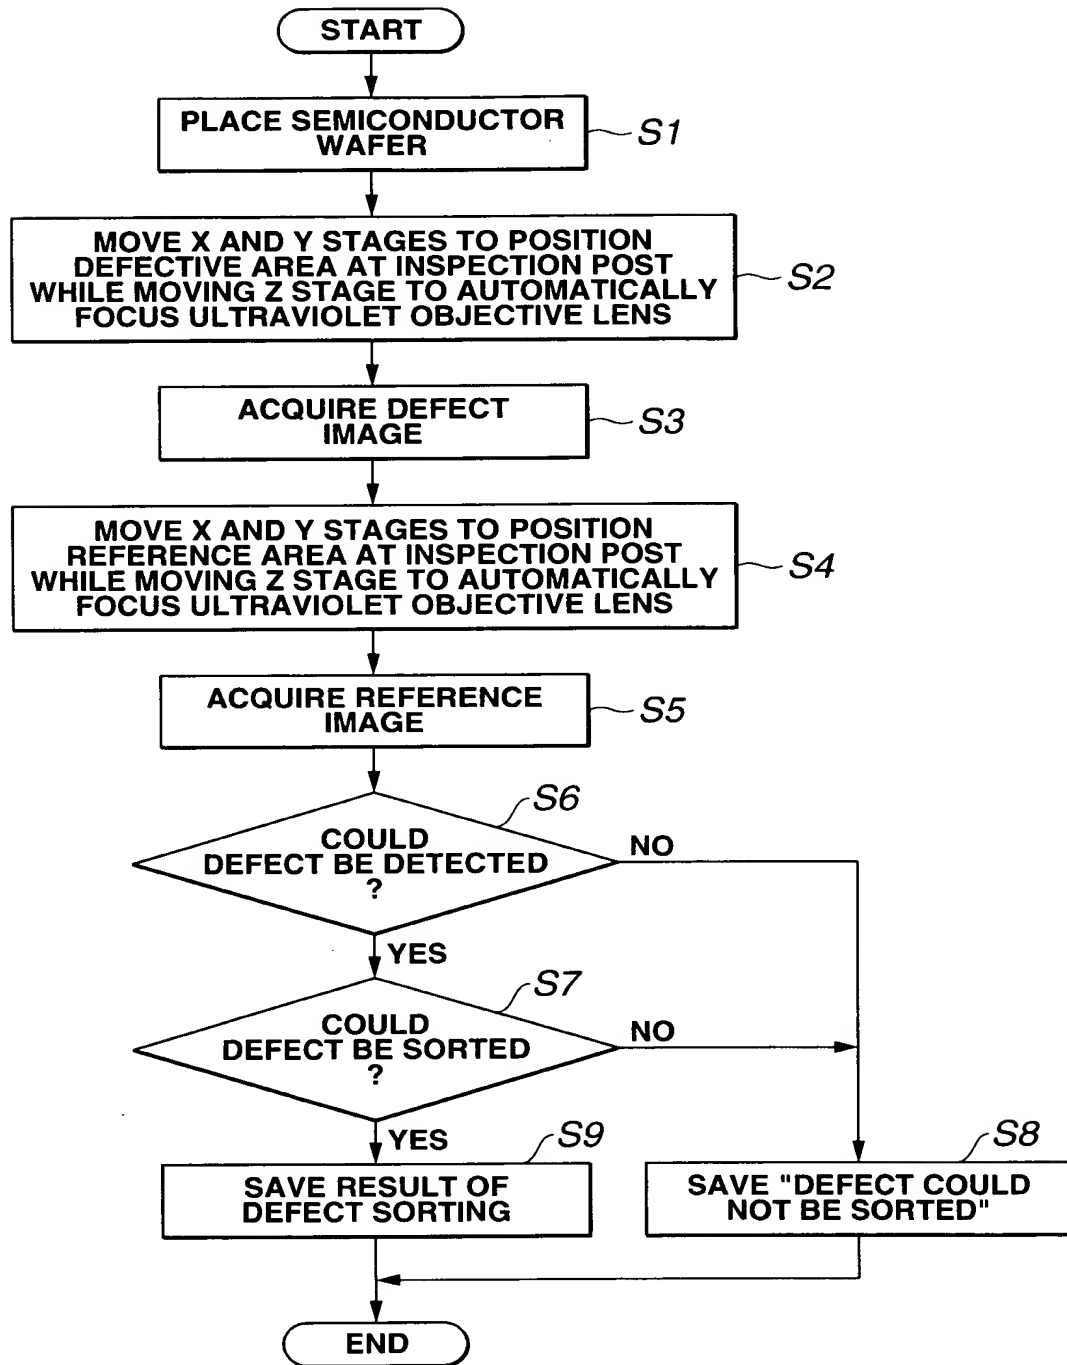 START
PLACE SEMICONDUCTOR
WAFER
S1
MOVE X AND Y STAGES TO POSITION
DEFECTIVE AREA AT INSPECTION POST
WHILE MOVING Z STAGE TO AUTOMATICALLY
FOCUS ULTRAVIOLET OBJECTIVE LENS
S2
ACQUIRE DEFECT
IMAGE
S3
MOVE X AND Y STAGES TO POSITION
REFERENCE AREA AT INSPECTION POST
WHILE MOVING Z STAGE TO AUTOMATICALLY
FOCUS ULTRAVIOLET OBJECTIVE LENS
S4
ACQUIRE REFERENCE
IMAGE
S5
S6
COULD
DEFECT BE DETECTED
?
NO
YES
S7
COULD
DEFECT BE SORTED
?
NO
YES
S9
SAVE RESULT OF
DEFECT SORTING
S8
SAVE "DEFECT COULD
NOT BE SORTED"
END